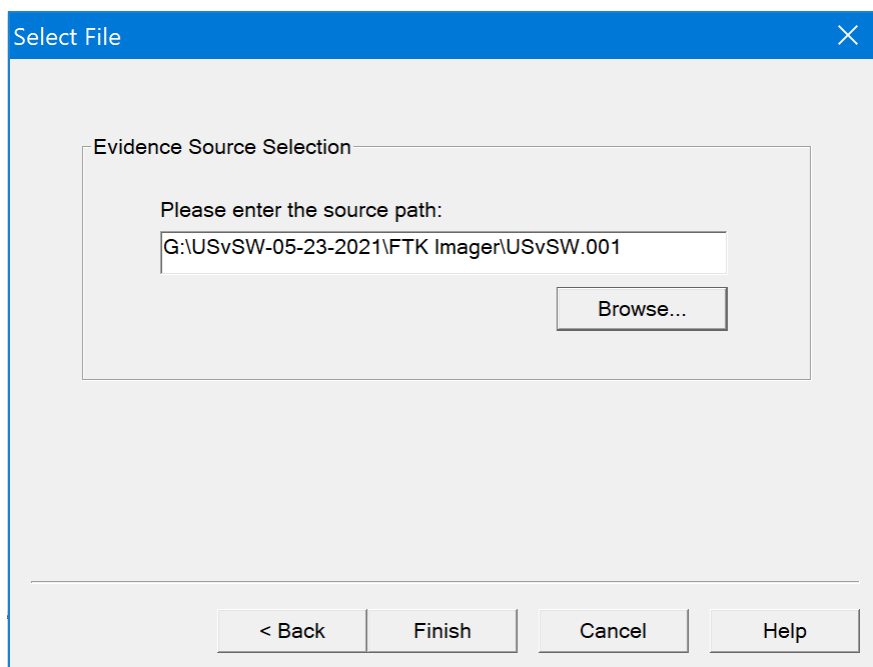 Select File
Evidence Source Selection
Please enter the source path:
G:\USvSW-05-23-2021\FTK Imager\USvSW.001
Browse...
< Back Finish Cancel Help